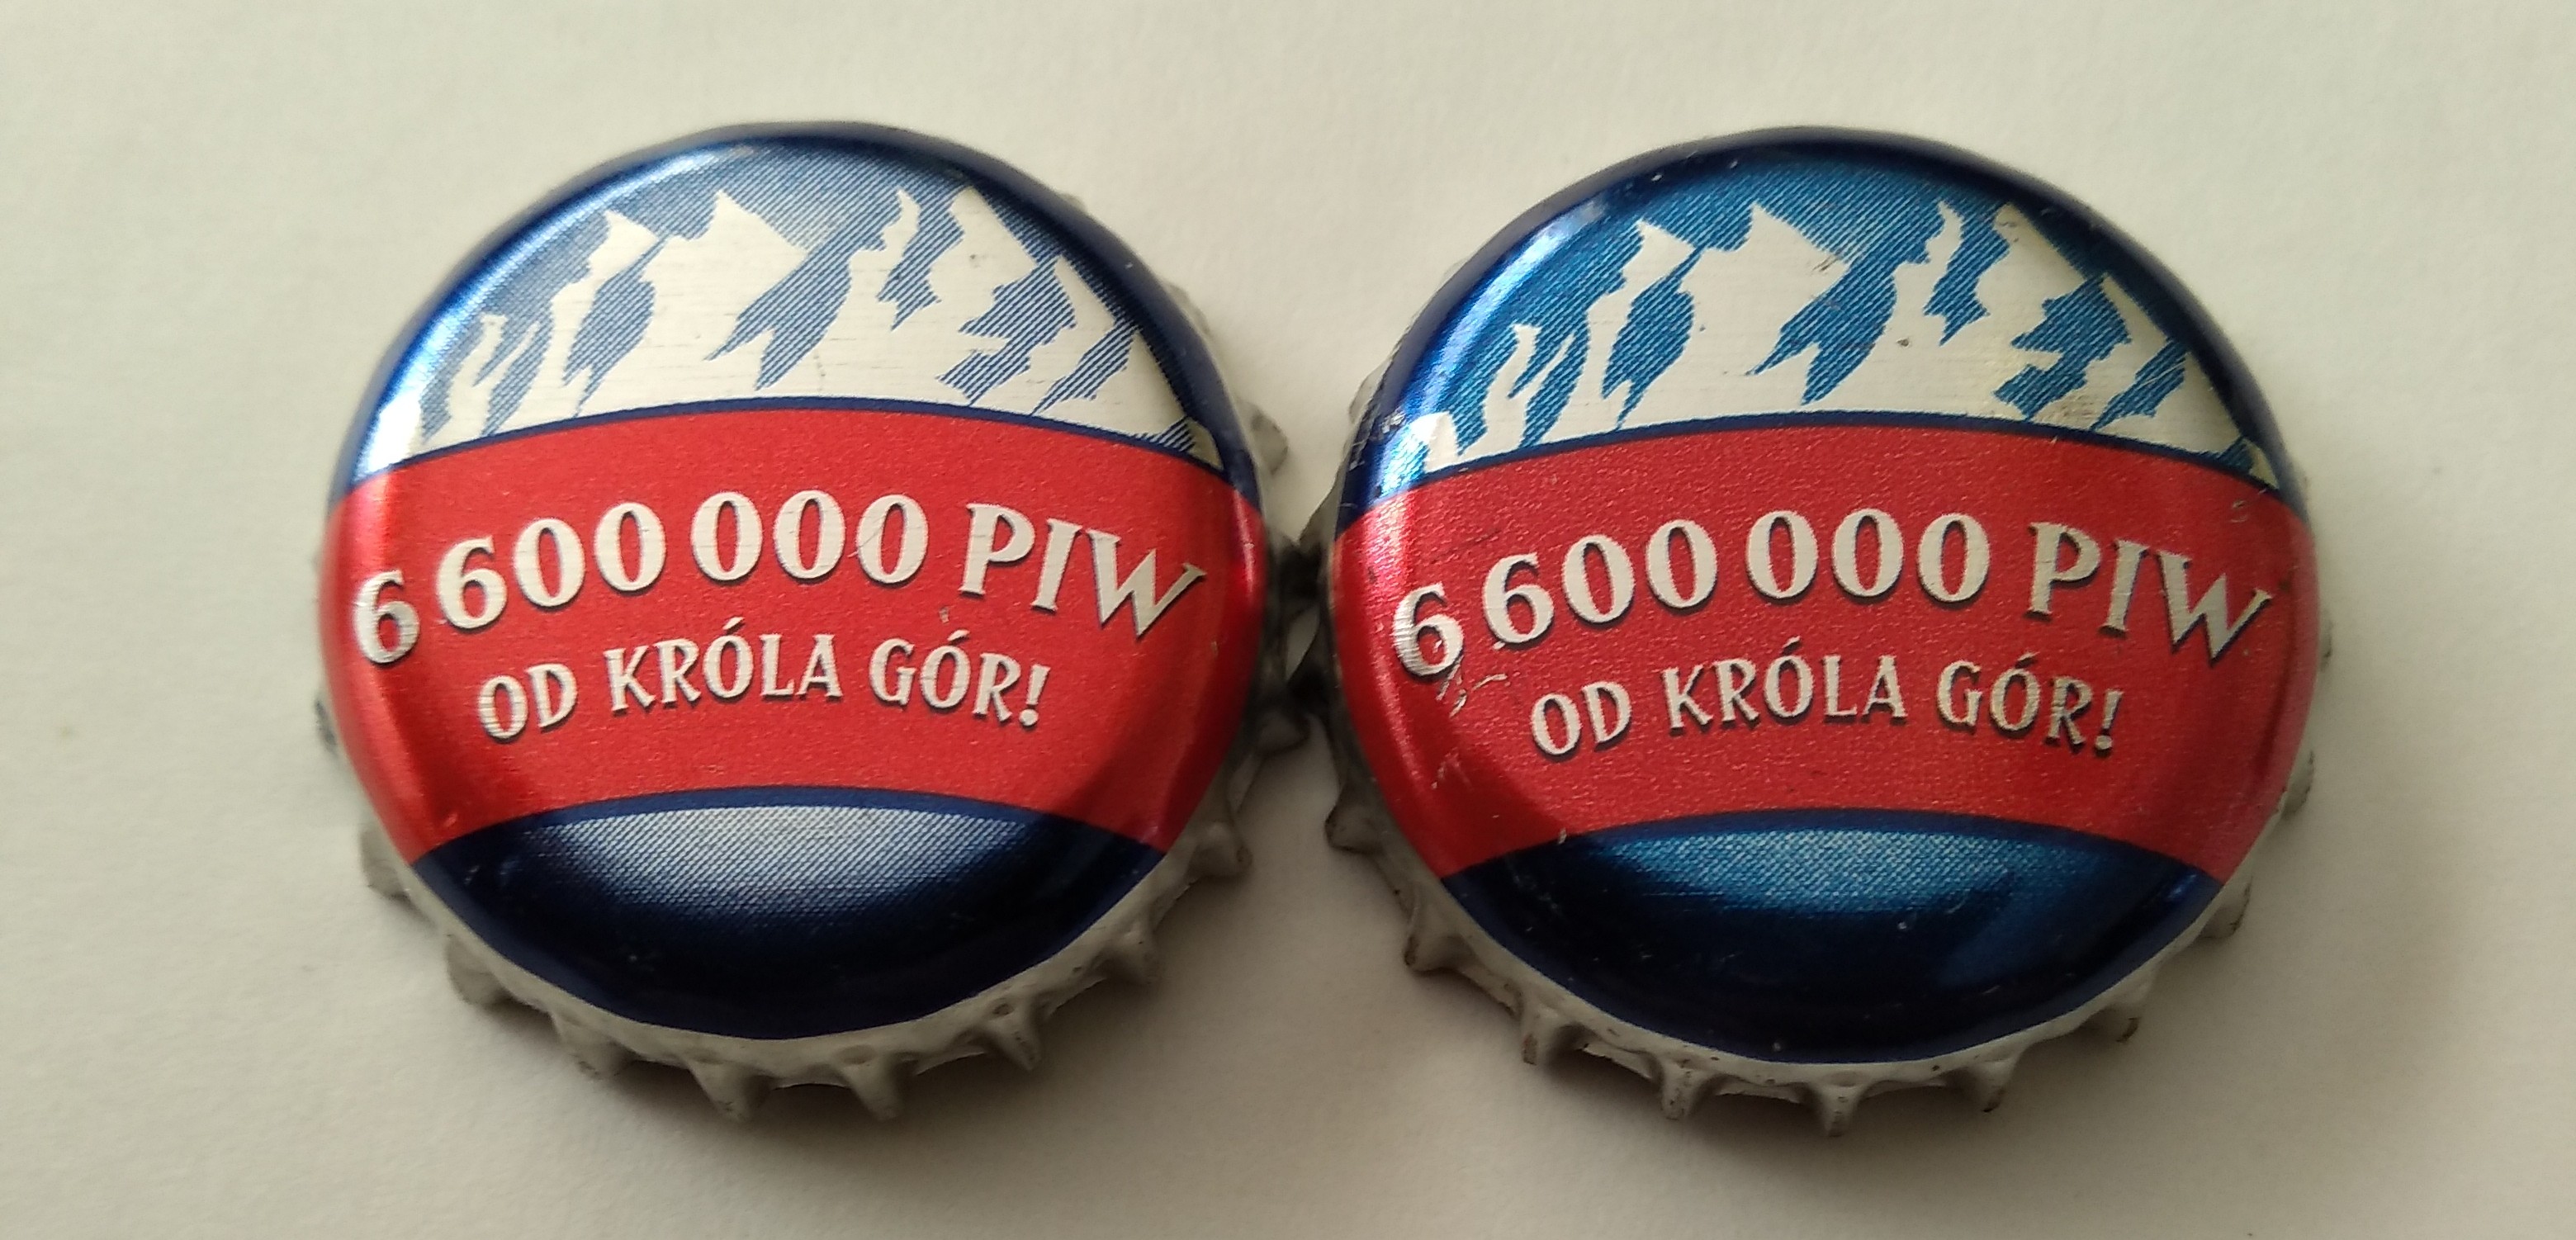 6 600 000 PIW
OD KRÓLA GÓR!
6 600 000 PIW
OD KRÓLA GÓR!